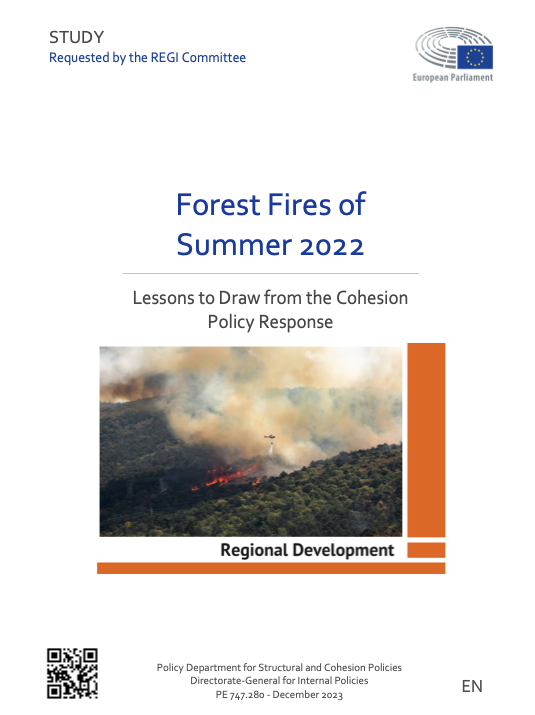 STUDY
Requested by the REGI Committee
European Parliament
Forest Fires of
Summer 2022
Lessons to Draw from the Cohesion
Policy Response
Regional Development
Policy Department for Structural and Cohesion Policies
Directorate-General for Internal Policies
PE 747.280 - December 2023
EN